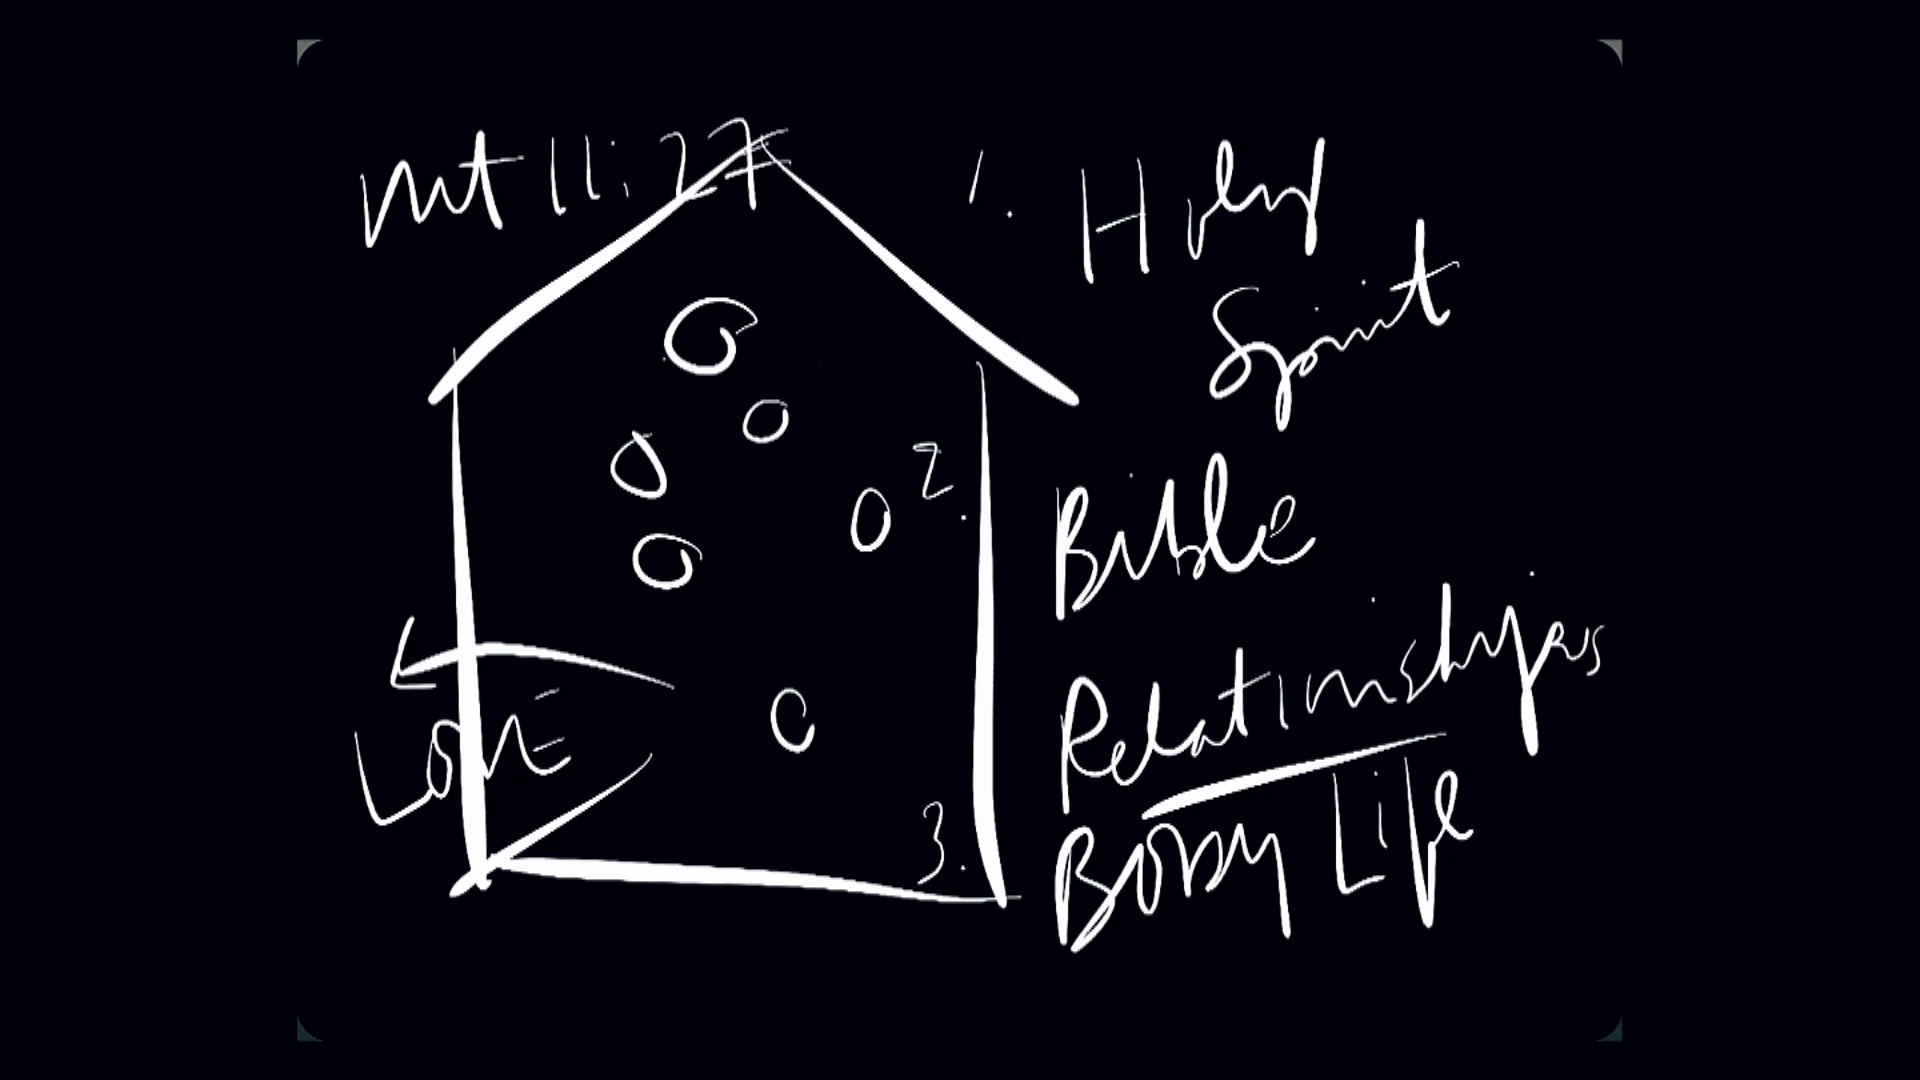 Mt 11:27
1. Holy
Spirit
2. Bible
Relationships
3. Body Life
Love